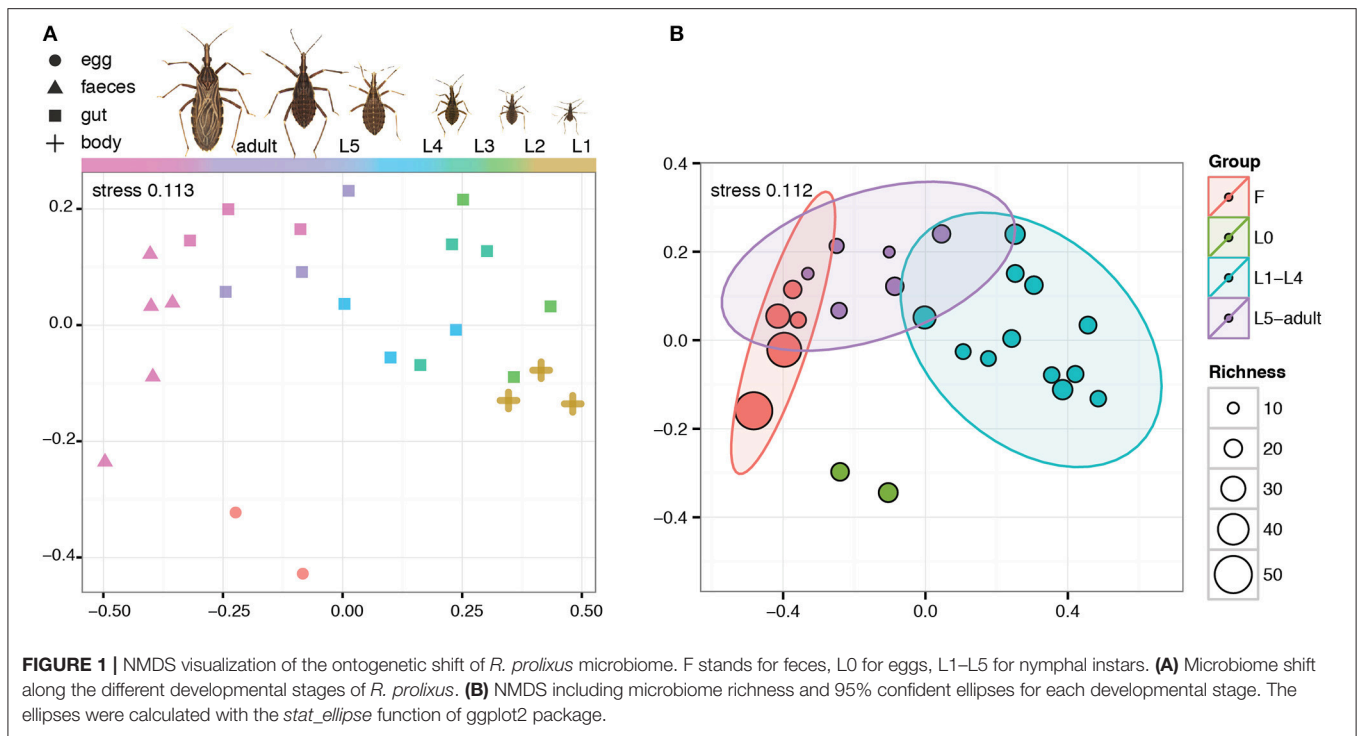 A
egg
faeces
gut
body
adult
L5
L4
L3
L2
L1
stress 0.113
0.2
0.0
−0.2
−0.4
−0.50
−0.25
0.00
0.25
0.50
B
stress 0.112
0.4
0.2
0.0
−0.2
−0.4
−0.4
0.0
0.4
Group
F
L0
L1−L4
L5−adult
Richness
10
20
30
40
50
FIGURE 1 | NMDS visualization of the ontogenetic shift of R. prolixus microbiome. F stands for feces, L0 for eggs, L1–L5 for nymphal instars. (A) Microbiome shift
along the different developmental stages of R. prolixus. (B) NMDS including microbiome richness and 95% confident ellipses for each developmental stage. The
ellipses were calculated with the stat_ellipse function of ggplot2 package.